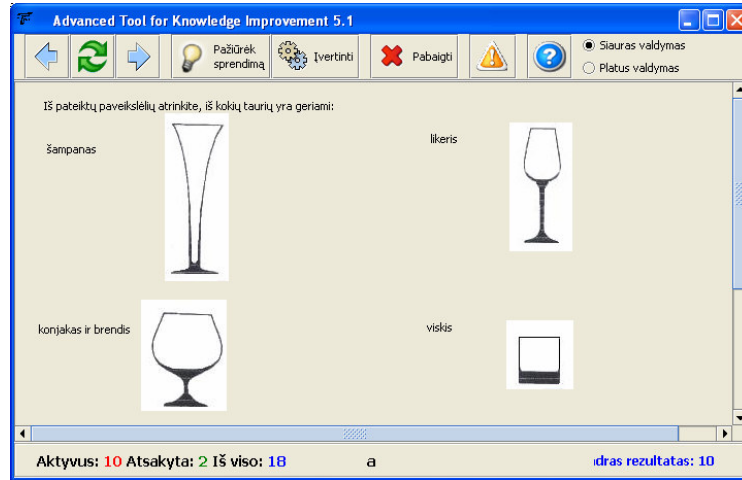 Advanced Tool for Knowledge Improvement 5.1
Pažiūrėk
sprendimą
Įvertinti
Pabaigti
Siauras valdymas
Platus valdymas
Iš pateiktų paveikslėlių atrinkite, iš kokių taurių yra geriami:
šampanas
likeris
konjakas ir brendis
viskis
Aktyvus: 10 Atsakyta: 2 Iš viso: 18
a
rezultatas: 10